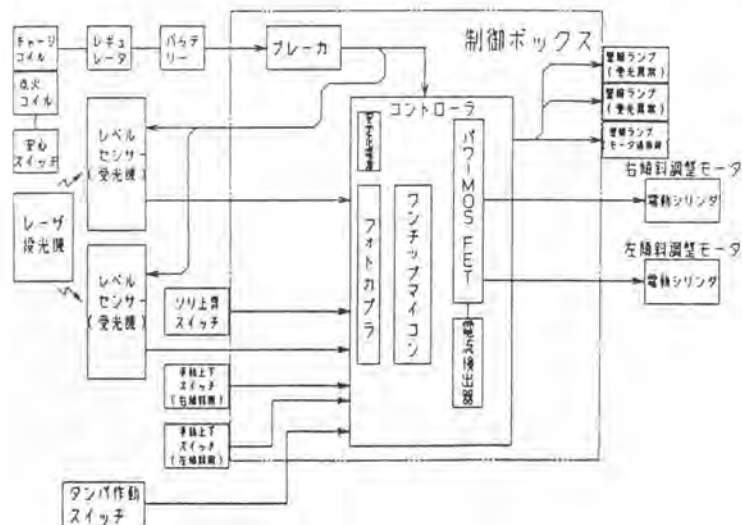 制御ボックス
チャージ
コイル
レギュ
レータ
バッテ
リー
ブレーカ
点火
コイル
安心
スイッチ
レーザ
投光機
レベル
センサー
(受光機)
レベル
センサー
(受光機)
ソリ上昇
スイッチ
手動上下
スイッチ
(右傾斜用)
手動上下
スイッチ
(左傾斜用)
タンパ作動
スイッチ
コントローラ
フォトカプラ
ワンチップマイコン
パワーMOS FET
電流検出器
警報ランプ
(受光異常)
警報ランプ
(受光異常)
警報ランプ
右傾斜調整モータ
電動シリンダ
左傾斜調整モータ
電動シリンダ